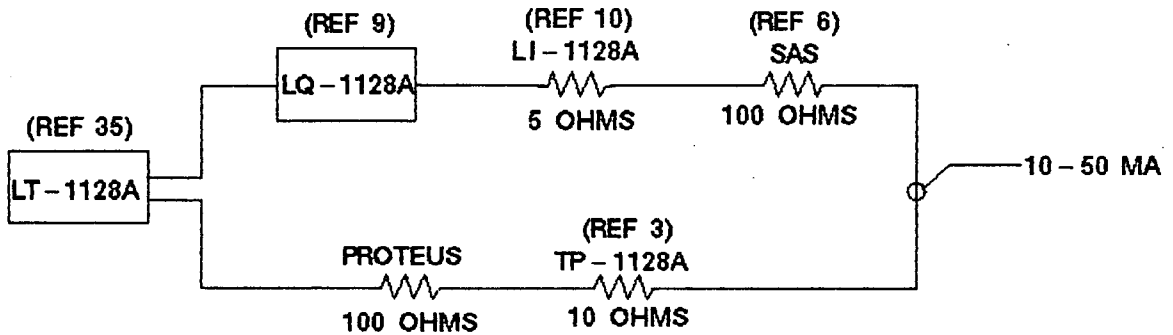 (REF 9)
LQ-1128A
(REF 10)
LI-1128A
5 OHMS
(REF 6)
SAS
100 OHMS
(REF 35)
LT-1128A
10-50 MA
PROTEUS
100 OHMS
(REF 3)
TP-1128A
10 OHMS